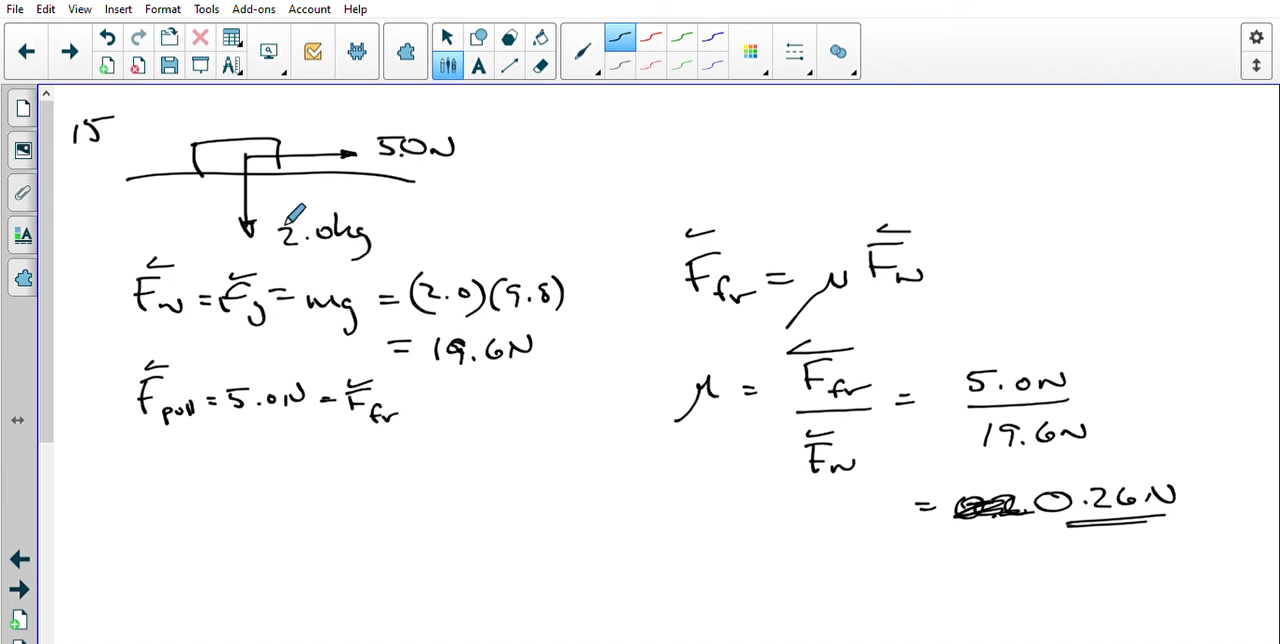 File Edit View Insert Format Tools Add-ons Account Help
15
5.0N
2.0kg
F_N = F_g = mg = (2.0)(9.8)
= 19.6N
F_pull = 5.0N = F_fr
F_fr = μ F_N
μ = F_fr / F_N = 5.0N / 19.6N
= 0.26N